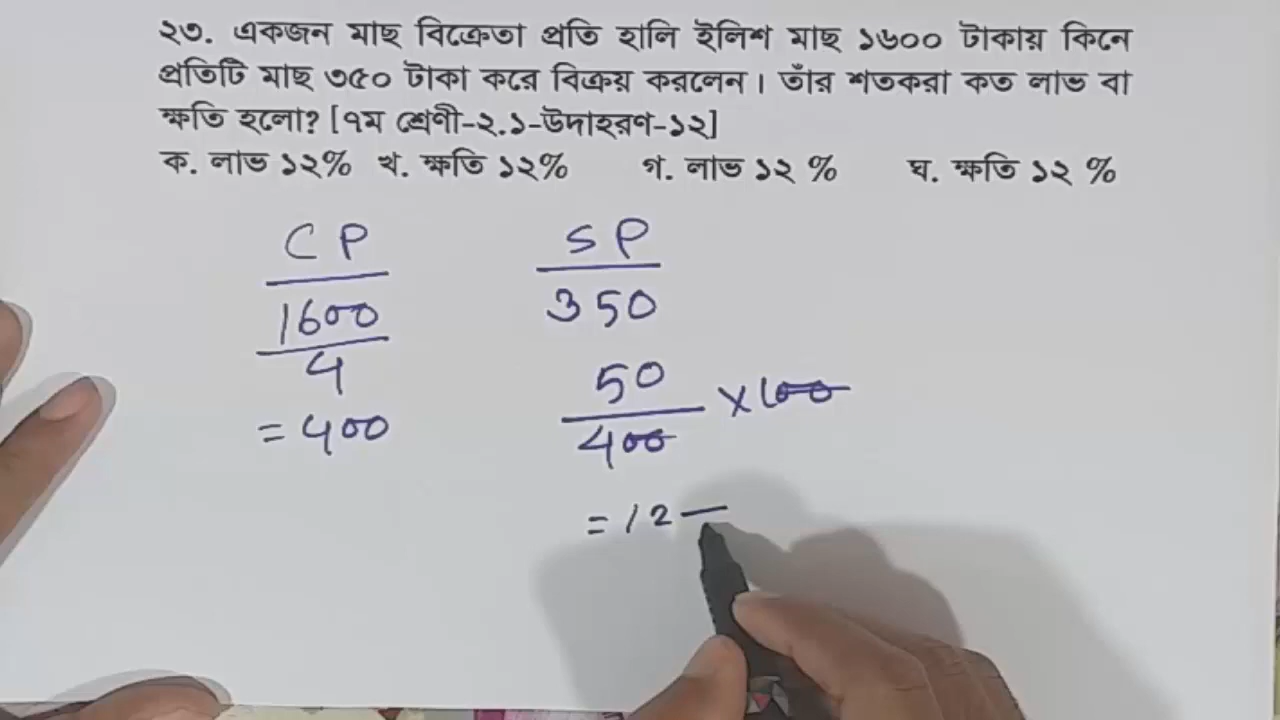 ২৩. একজন মাছ বিক্রেতা প্রতি হালি ইলিশ মাছ ১৬০০ টাকায় কিনে
প্রতিটি মাছ ৩৫০ টাকা করে বিক্রয় করলেন। তাঁর শতকরা কত লাভ বা
ক্ষতি হলো? [৭ম শ্রেণী-২.১-উদাহরণ-১২]
ক. লাভ ১২% খ. ক্ষতি ১২% গ. লাভ ১২ % ঘ. ক্ষতি ১২ %
CP
1600
4
=400
SP
350
50
400
×100
=12